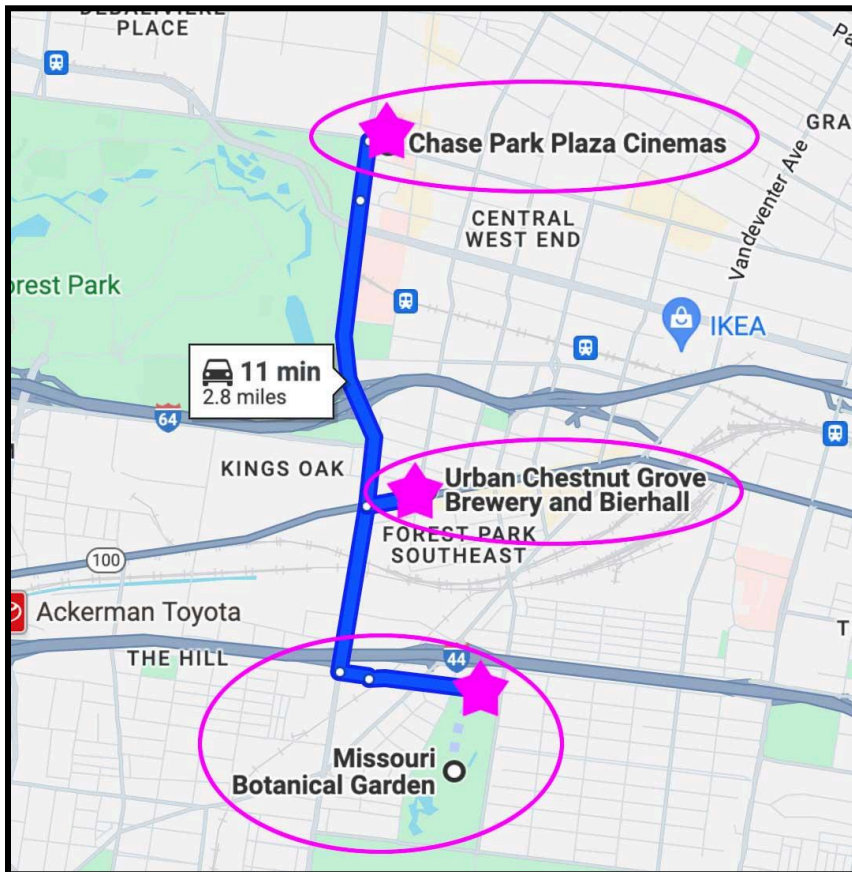 PLACE
Chase Park Plaza Cinemas
GRA
Vandeventer Ave
CENTRAL
WEST END
orest Park
IKEA
11 min
2.8 miles
64
KINGS OAK
Urban Chestnut Grove
Brewery and Bierhall
FOREST PARK
SOUTHEAST
100
Ackerman Toyota
THE HILL
44
Missouri
Botanical Garden